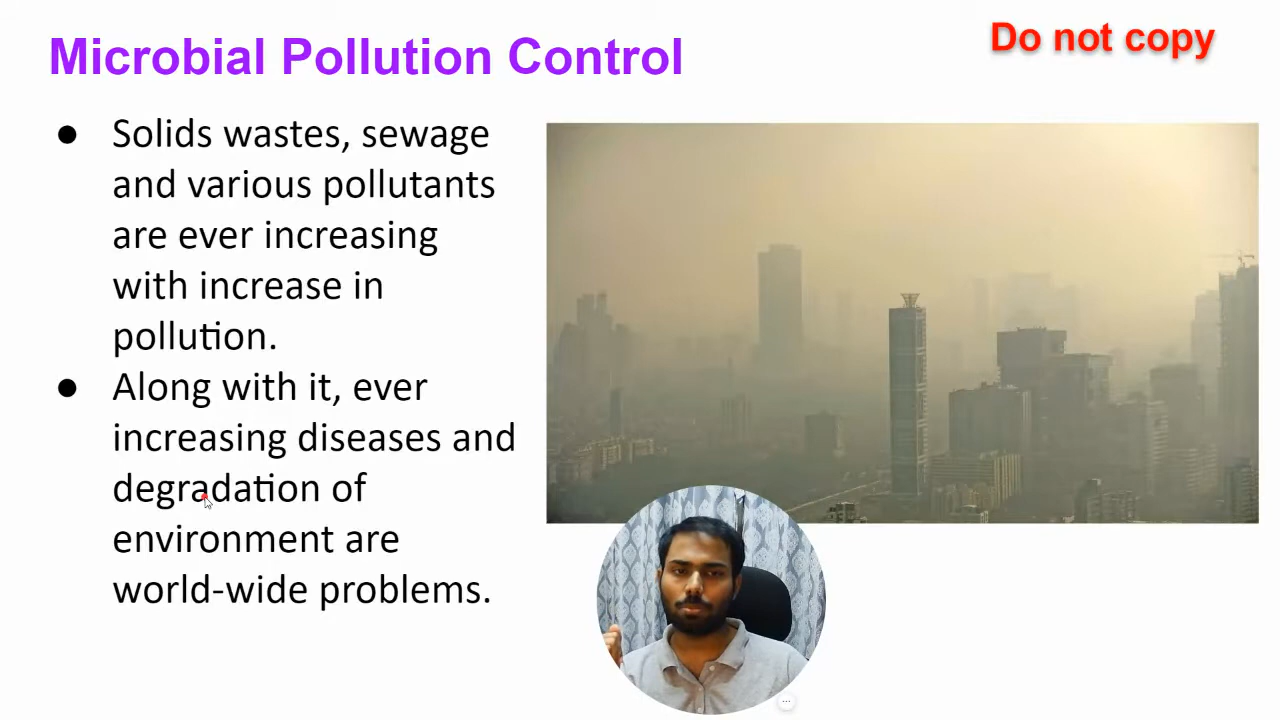 Microbial Pollution Control
Do not copy
● Solids wastes, sewage
and various pollutants
are ever increasing
with increase in
pollution.
● Along with it, ever
increasing diseases and
degradation of
environment are
world-wide problems.